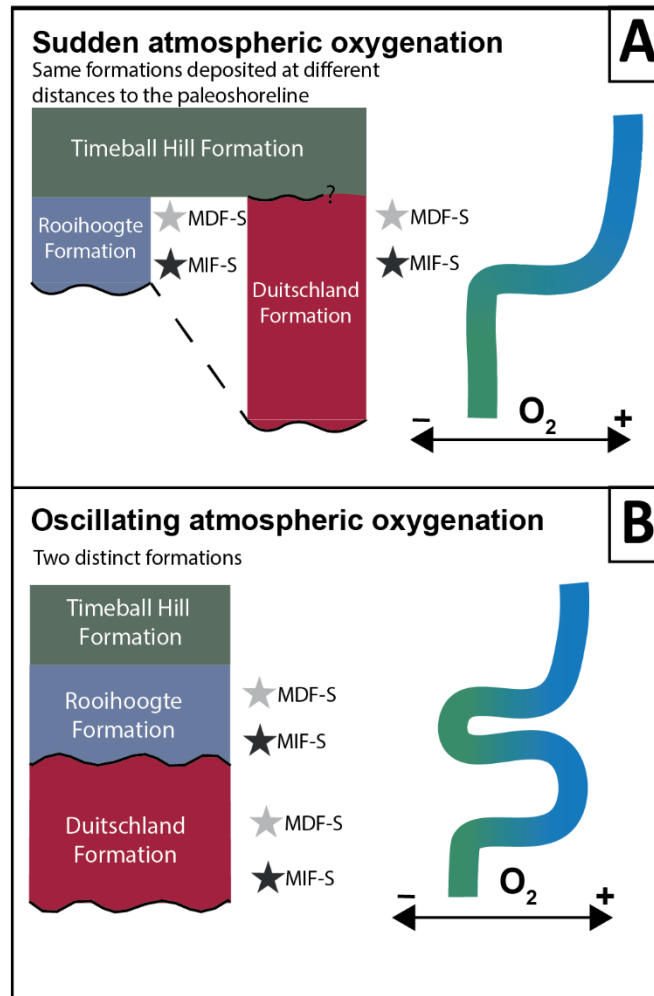 A
Sudden atmospheric oxygenation
Same formations deposited at different
distances to the paleoshoreline
Timeball Hill Formation
?
Rooihoogte
Formation
MDF-S
MIF-S
Duitschland
Formation
MDF-S
MIF-S
− O2 +
B
Oscillating atmospheric oxygenation
Two distinct formations
Timeball Hill
Formation
Rooihoogte
Formation
MDF-S
MIF-S
Duitschland
Formation
MDF-S
MIF-S
- O2 +